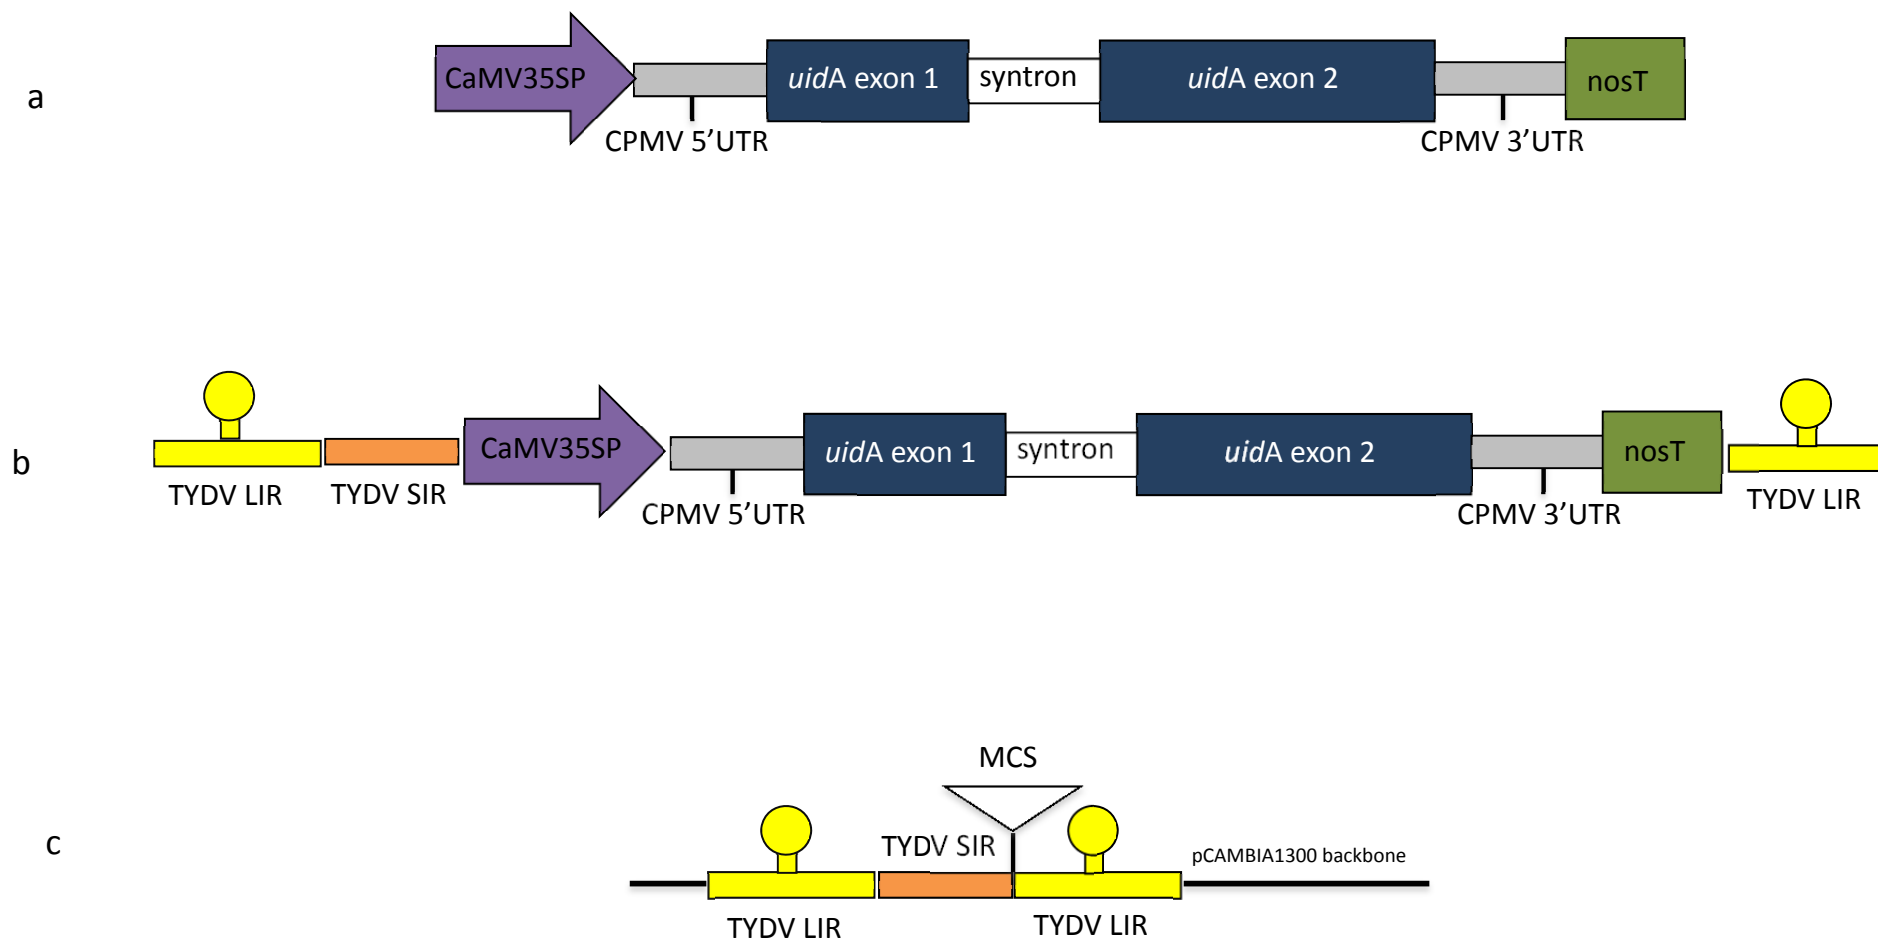 a
CaMV35SP
uidA exon 1
syntron
uidA exon 2
nosT
CPMV 5’UTR
CPMV 3’UTR
b
CaMV35SP
uidA exon 1
syntron
uidA exon 2
nosT
TYDV LIR
TYDV SIR
CPMV 5’UTR
CPMV 3’UTR
TYDV LIR
MCS
c
TYDV SIR
pCAMBIA1300 backbone
TYDV LIR
TYDV LIR